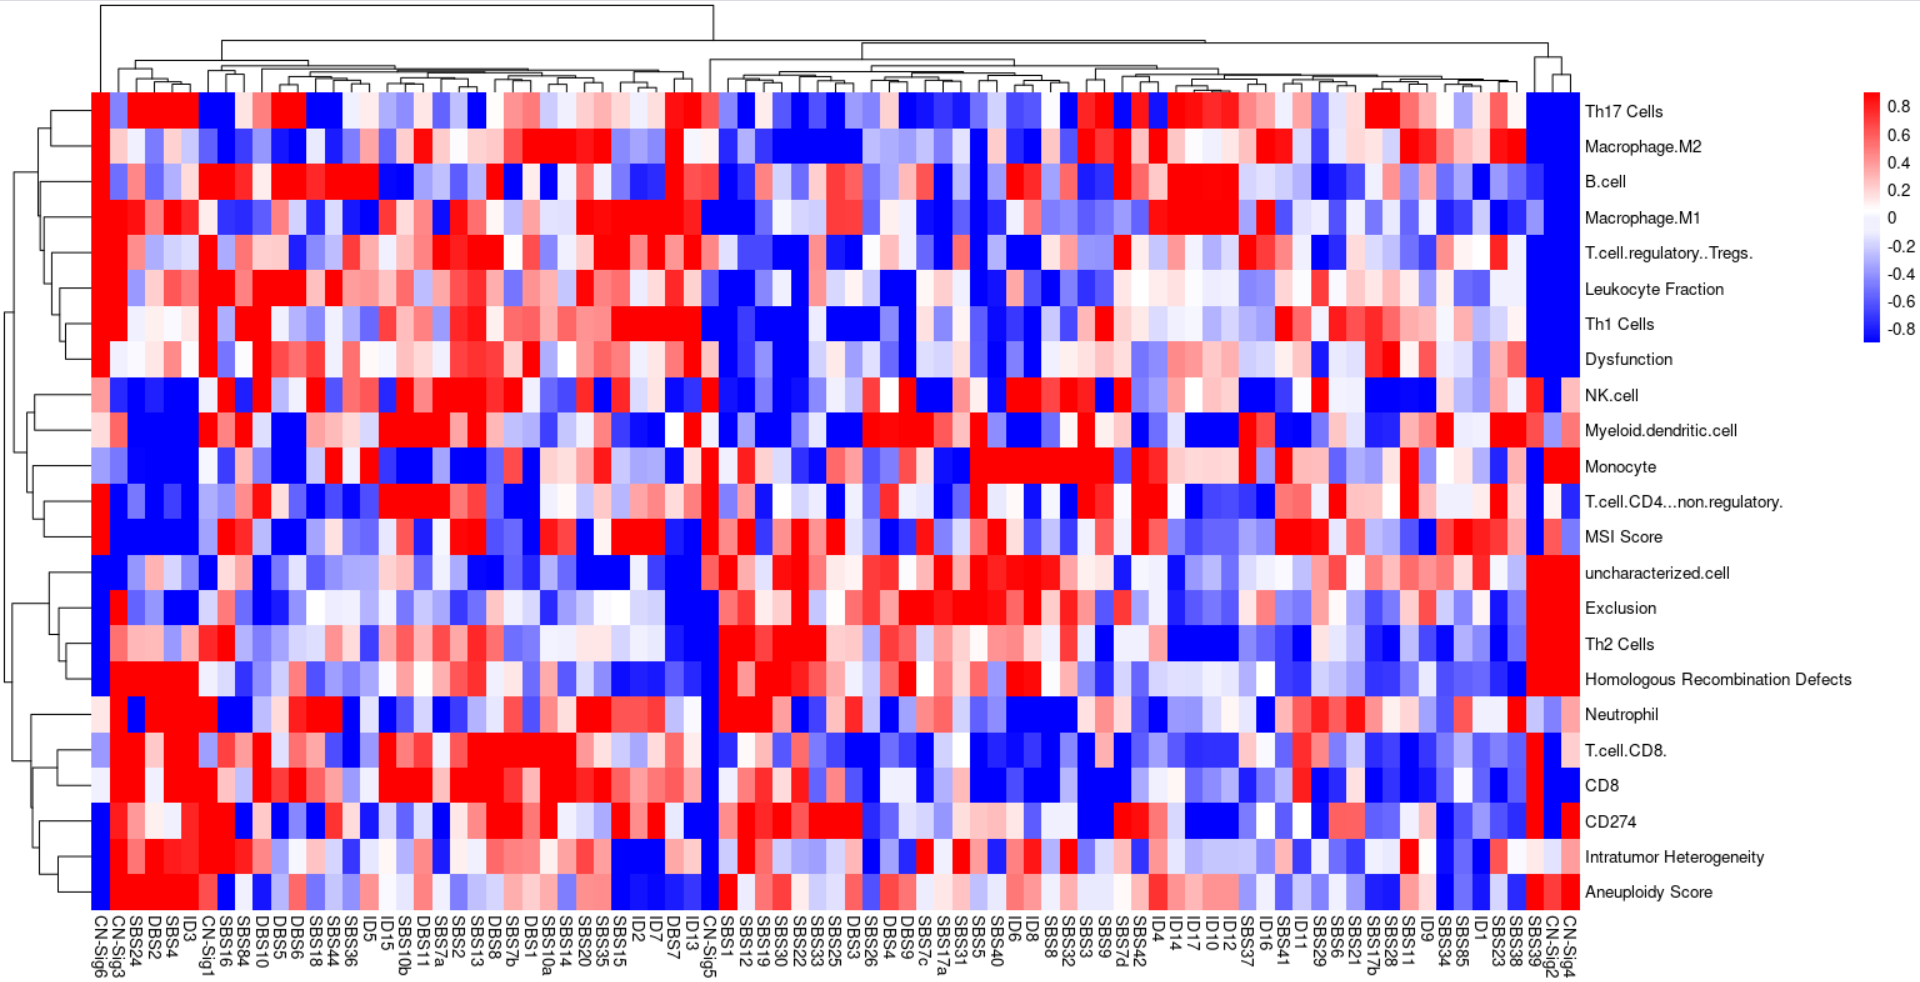 Th17 Cells
Macrophage.M2
B.cell
Macrophage.M1
T.cell.regulatory..Tregs.
Leukocyte Fraction
Th1 Cells
Dysfunction
NK.cell
Myeloid.dendritic.cell
Monocyte
T.cell.CD4...non.regulatory.
MSI Score
uncharacterized.cell
Exclusion
Th2 Cells
Homologous Recombination Defects
Neutrophil
T.cell.CD8.
CD8
CD274
Intratumor Heterogeneity
Aneuploidy Score
0.8
0.6
0.4
0.2
0
-0.2
-0.4
-0.6
-0.8
CN-Sig6
CN-Sig3
SBS24
DBS2
SBS4
ID3
CN-Sig1
SBS16
SBS84
DBS10
DBS5
DBS6
SBS18
SBS44
SBS36
ID5
ID15
SBS10b
DBS11
SBS7a
SBS2
SBS13
DBS8
SBS7b
DBS1
SBS10a
SBS14
SBS20
SBS35
SBS15
ID2
ID7
DBS7
ID13
CN-Sig5
SBS1
SBS12
SBS19
SBS30
SBS22
SBS33
SBS25
DBS3
SBS26
DBS4
DBS9
SBS7c
SBS17a
SBS31
SBS5
SBS40
ID6
ID8
SBS8
SBS32
SBS3
SBS9
SBS7d
SBS42
ID4
ID14
ID17
ID10
ID12
SBS37
ID16
SBS41
ID11
SBS29
SBS6
SBS21
SBS17b
SBS28
SBS11
ID9
SBS34
SBS85
ID1
SBS23
SBS38
SBS39
CN-Sig2
CN-Sig4